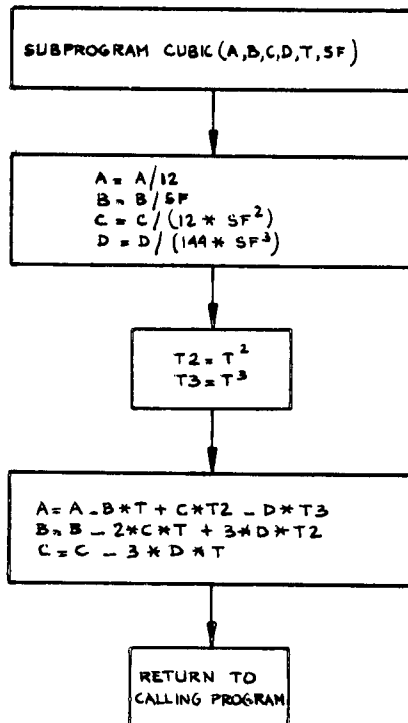 SUBPROGRAM CUBIC(A,B,C,D,T,SF)
A = A/12
B = B/SF
C = C/(12 * SF²)
D = D/(144 * SF³)
T2 = T²
T3 = T³
A = A - B*T + C*T2 - D*T3
B = B - 2*C*T + 3*D*T2
C = C - 3*D*T
RETURN TO
CALLING PROGRAM